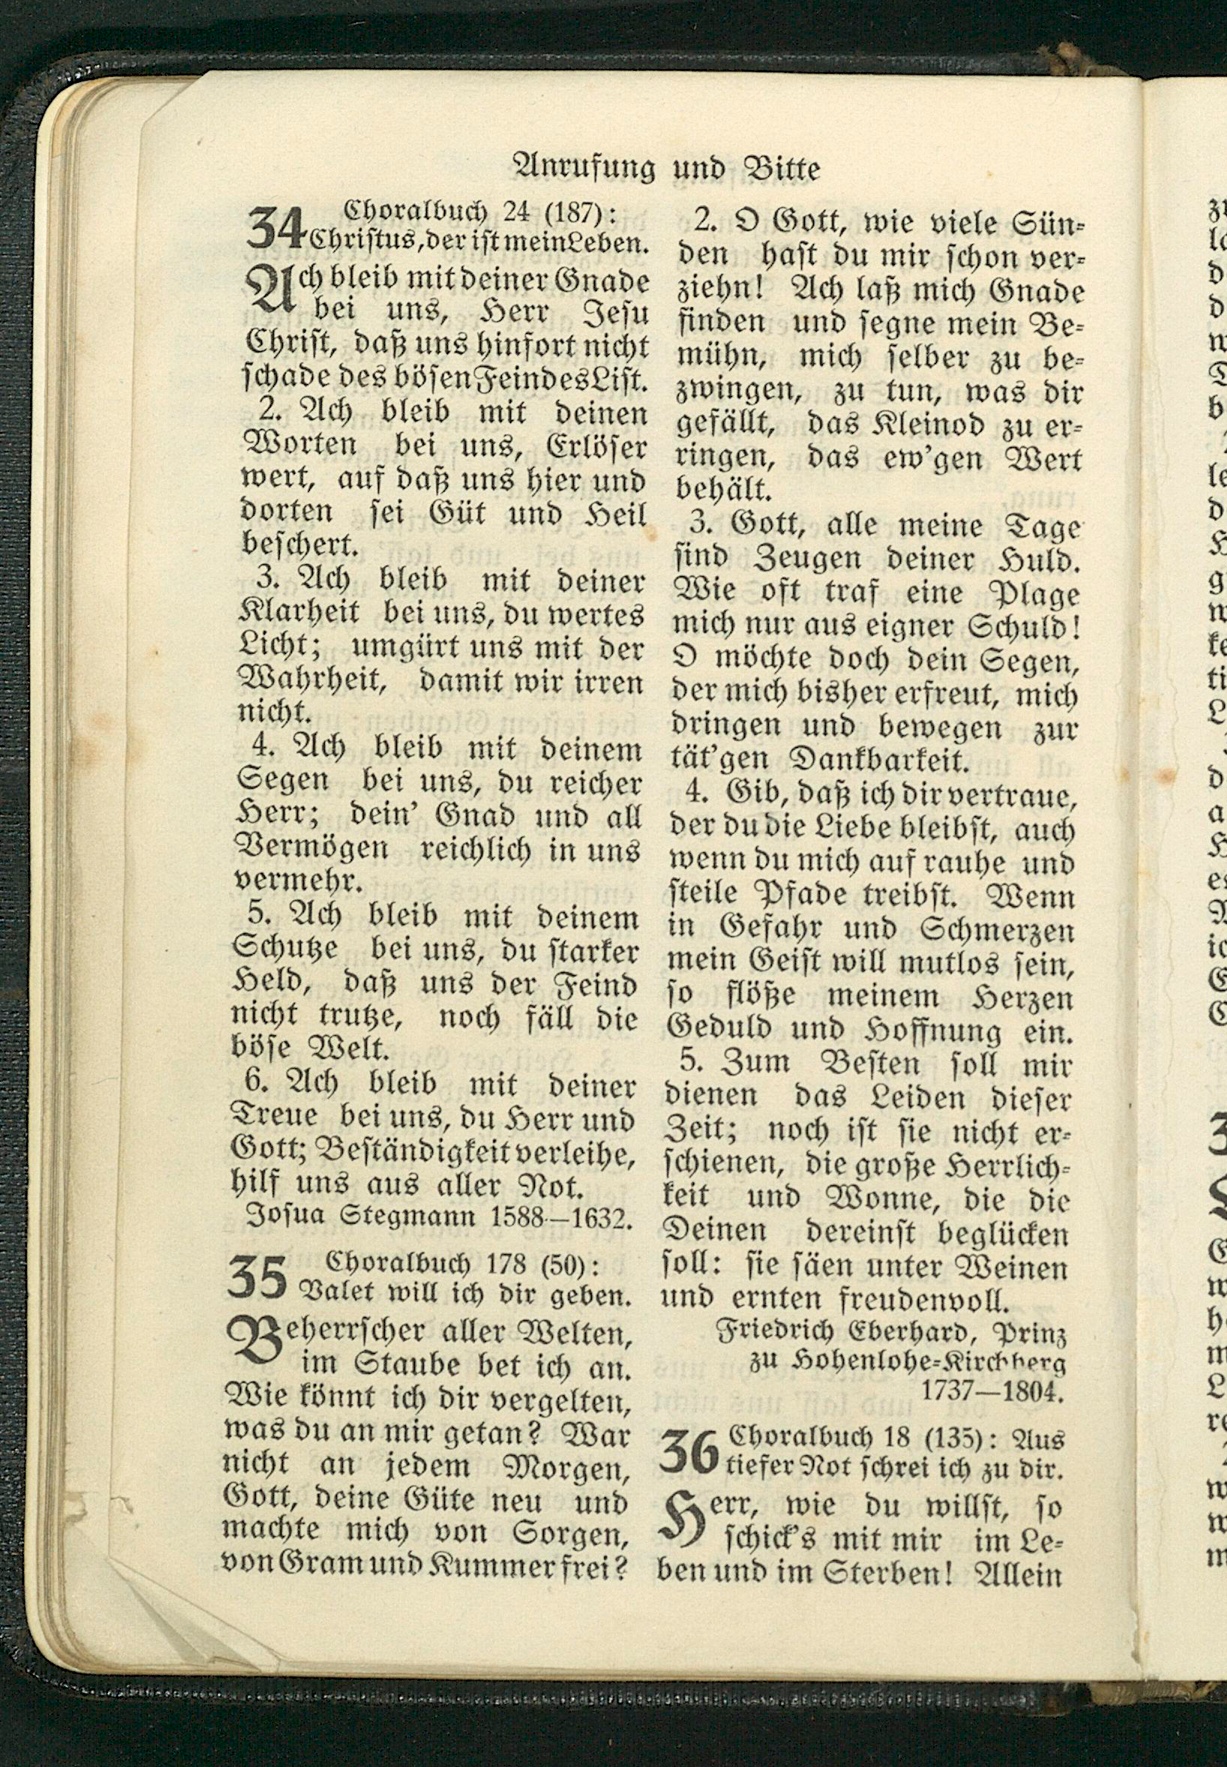 Anrufung und Bitte
34 Choralbuch 24 (187):
Christus, der ist mein Leben.
Ach bleib mit deiner Gnade
bei uns, Herr Jesu
Christ, daß uns hinfort nicht
schade des bösen Feindes List.
2. Ach bleib mit deinen
Worten bei uns, Erlöser
wert, auf daß uns hier und
dorten sei Güt und Heil
beschert.
3. Ach bleib mit deiner
Klarheit bei uns, du wertes
Licht; umgürt uns mit der
Wahrheit, damit wir irren
nicht.
4. Ach bleib mit deinem
Segen bei uns, du reicher
Herr; dein' Gnad und all
Vermögen reichlich in uns
vermehr.
5. Ach bleib mit deinem
Schutze bei uns, du starker
Held, daß uns der Feind
nicht trutze, noch fäll die
böse Welt.
6. Ach bleib mit deiner
Treue bei uns, du Herr und
Gott; Beständigkeit verleihe,
hilf uns aus aller Not.
Josua Stegmann 1588—1632.
35 Choralbuch 178 (50):
Valet will ich dir geben.
Beherrscher aller Welten,
im Staube bet ich an.
Wie könnt ich dir vergelten,
was du an mir getan? War
nicht an jedem Morgen,
Gott, deine Güte neu und
machte mich von Sorgen,
von Gram und Kummer frei?
2. O Gott, wie viele Sün-
den hast du mir schon ver-
ziehn! Ach laß mich Gnade
finden und segne mein Be-
mühn, mich selber zu be-
zwingen, zu tun, was dir
gefällt, das Kleinod zu er-
ringen, das ew'gen Wert
behält.
3. Gott, alle meine Tage
sind Zeugen deiner Huld.
Wie oft traf eine Plage
mich nur aus eigner Schuld!
O möchte doch dein Segen,
der mich bisher erfreut, mich
dringen und bewegen zur
tät'gen Dankbarkeit.
4. Gib, daß ich dir vertraue,
der du die Liebe bleibst, auch
wenn du mich auf rauhe und
steile Pfade treibst. Wenn
in Gefahr und Schmerzen
mein Geist will mutlos sein,
so flöße meinem Herzen
Geduld und Hoffnung ein.
5. Zum Besten soll mir
dienen das Leiden dieser
Zeit; noch ist sie nicht er-
schienen, die große Herrlich-
keit und Wonne, die die
Deinen dereinst beglücken
soll: sie säen unter Weinen
und ernten freudenvoll.
Friedrich Eberhard, Prinz
zu Hohenlohe-Kirchberg
1737—1804.
36 Choralbuch 18 (135): Aus
tiefer Not schrei ich zu dir.
Herr, wie du willst, so
schick's mit mir im Le-
ben und im Sterben! Allein